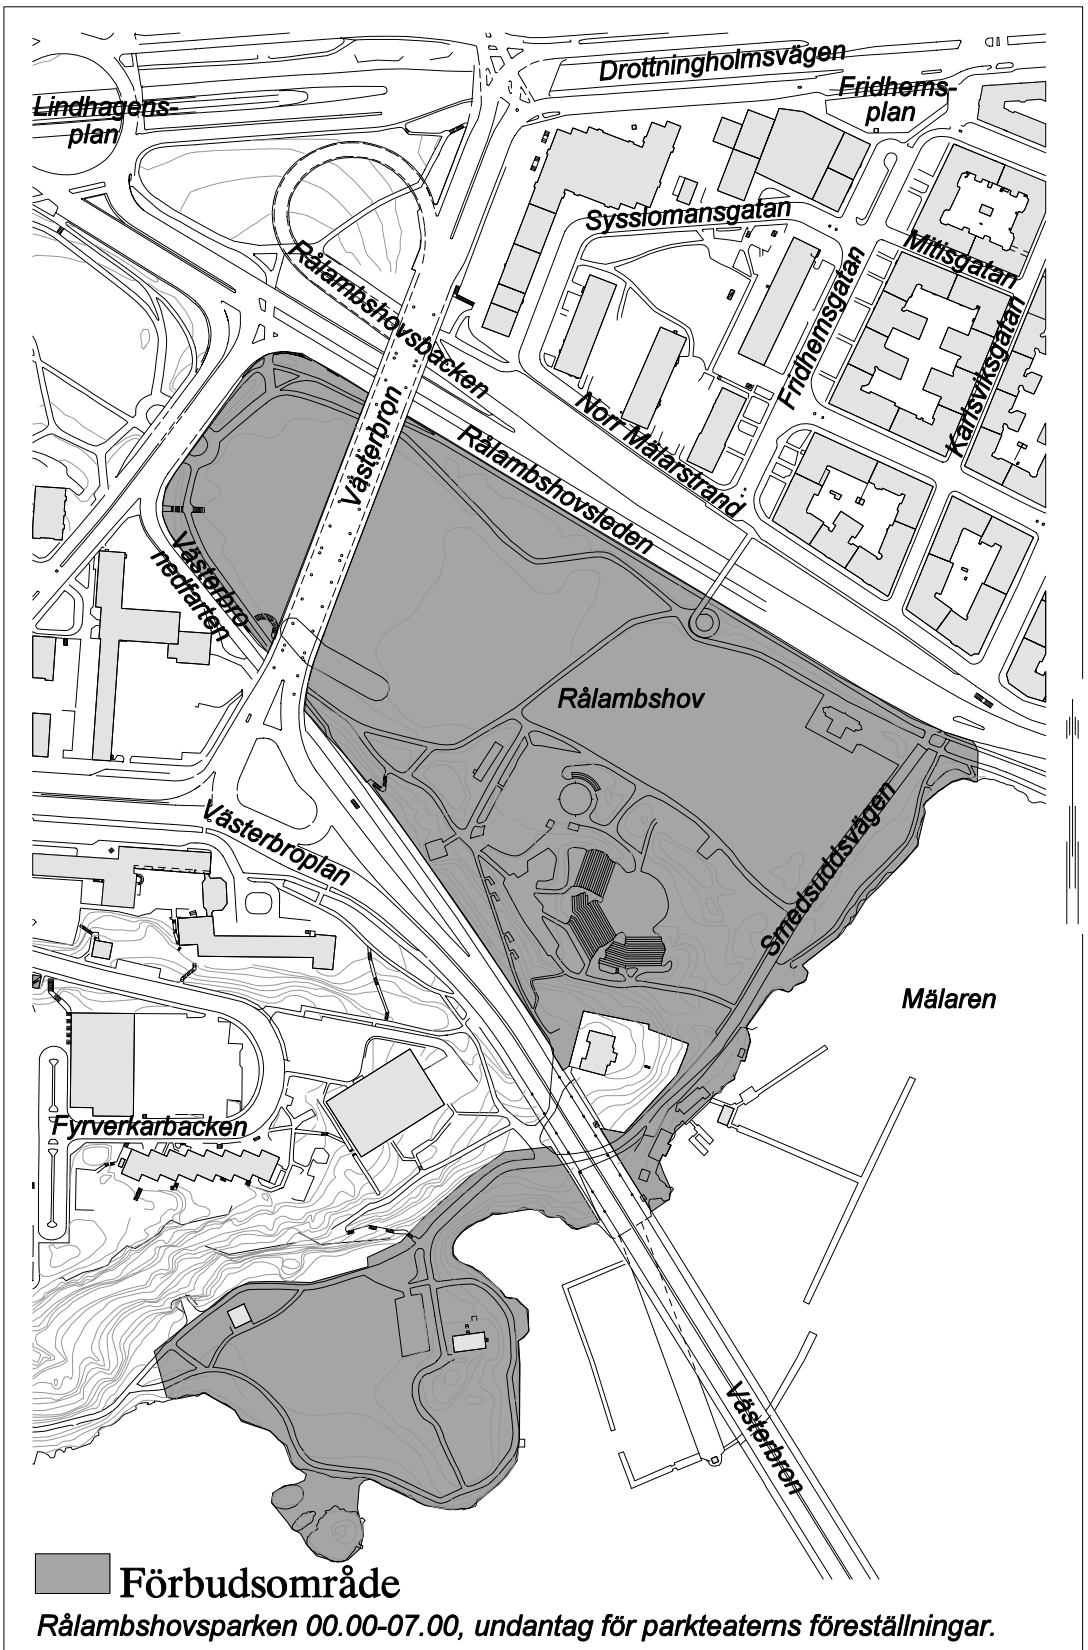 Drottningholmsvägen
Fridhems-
plan
Lindhagens-
plan
Sysslomansgatan
Mitisgatan
Rålambshovsbacken
Fridhemsgatan
Karlsviksgatan
Västerbron
Norr Mälarstrand
Rålambshovsleden
Västerbro-
nedfarten
Rålambshov
Smedsuddsvägen
Västerbroplan
Mälaren
Fyrverkarbacken
Västerbron
Förbudsområde
Rålambshovsparken 00.00-07.00, undantag för parkteaterns föreställningar.